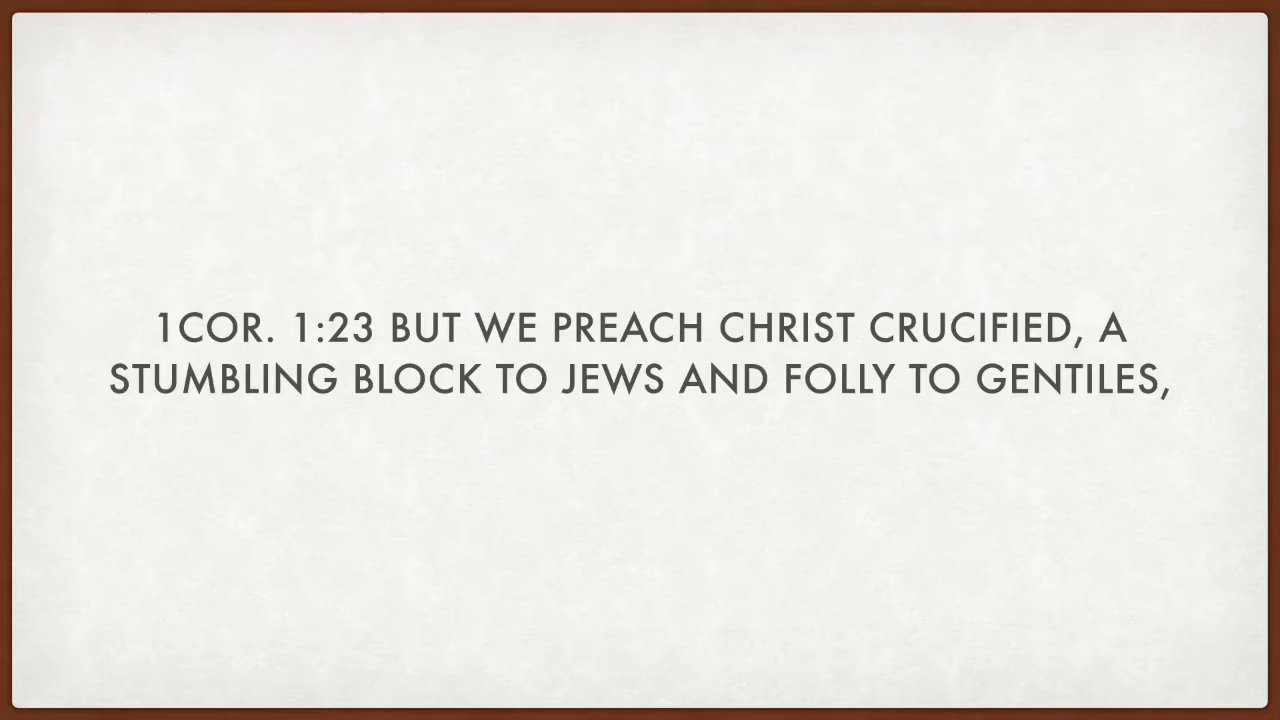 1COR. 1:23 BUT WE PREACH CHRIST CRUCIFIED, A
STUMBLING BLOCK TO JEWS AND FOLLY TO GENTILES,